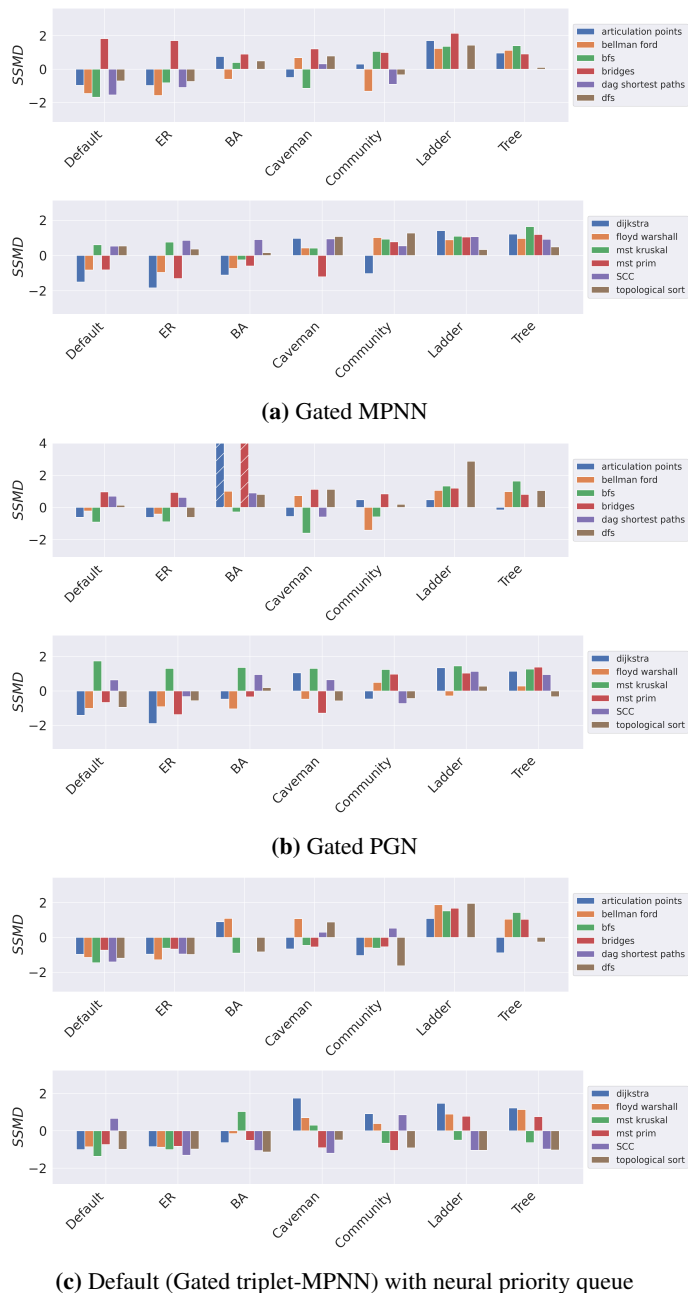 SSMD
2
0
−2
Default
ER
BA
Caveman
Community
Ladder
Tree
articulation points
bellman ford
bfs
bridges
dag shortest paths
dfs
SSMD
2
0
−2
Default
ER
BA
Caveman
Community
Ladder
Tree
dijkstra
floyd warshall
mst kruskal
mst prim
SCC
topological sort
(a) Gated MPNN
SSMD
4
2
0
−2
Default
ER
BA
Caveman
Community
Ladder
Tree
articulation points
bellman ford
bfs
bridges
dag shortest paths
dfs
SSMD
2
0
−2
Default
ER
BA
Caveman
Community
Ladder
Tree
dijkstra
floyd warshall
mst kruskal
mst prim
SCC
topological sort
(b) Gated PGN
SSMD
2
0
−2
Default
ER
BA
Caveman
Community
Ladder
Tree
articulation points
bellman ford
bfs
bridges
dag shortest paths
dfs
SSMD
2
0
−2
Default
ER
BA
Caveman
Community
Ladder
Tree
dijkstra
floyd warshall
mst kruskal
mst prim
SCC
topological sort
(c) Default (Gated triplet-MPNN) with neural priority queue